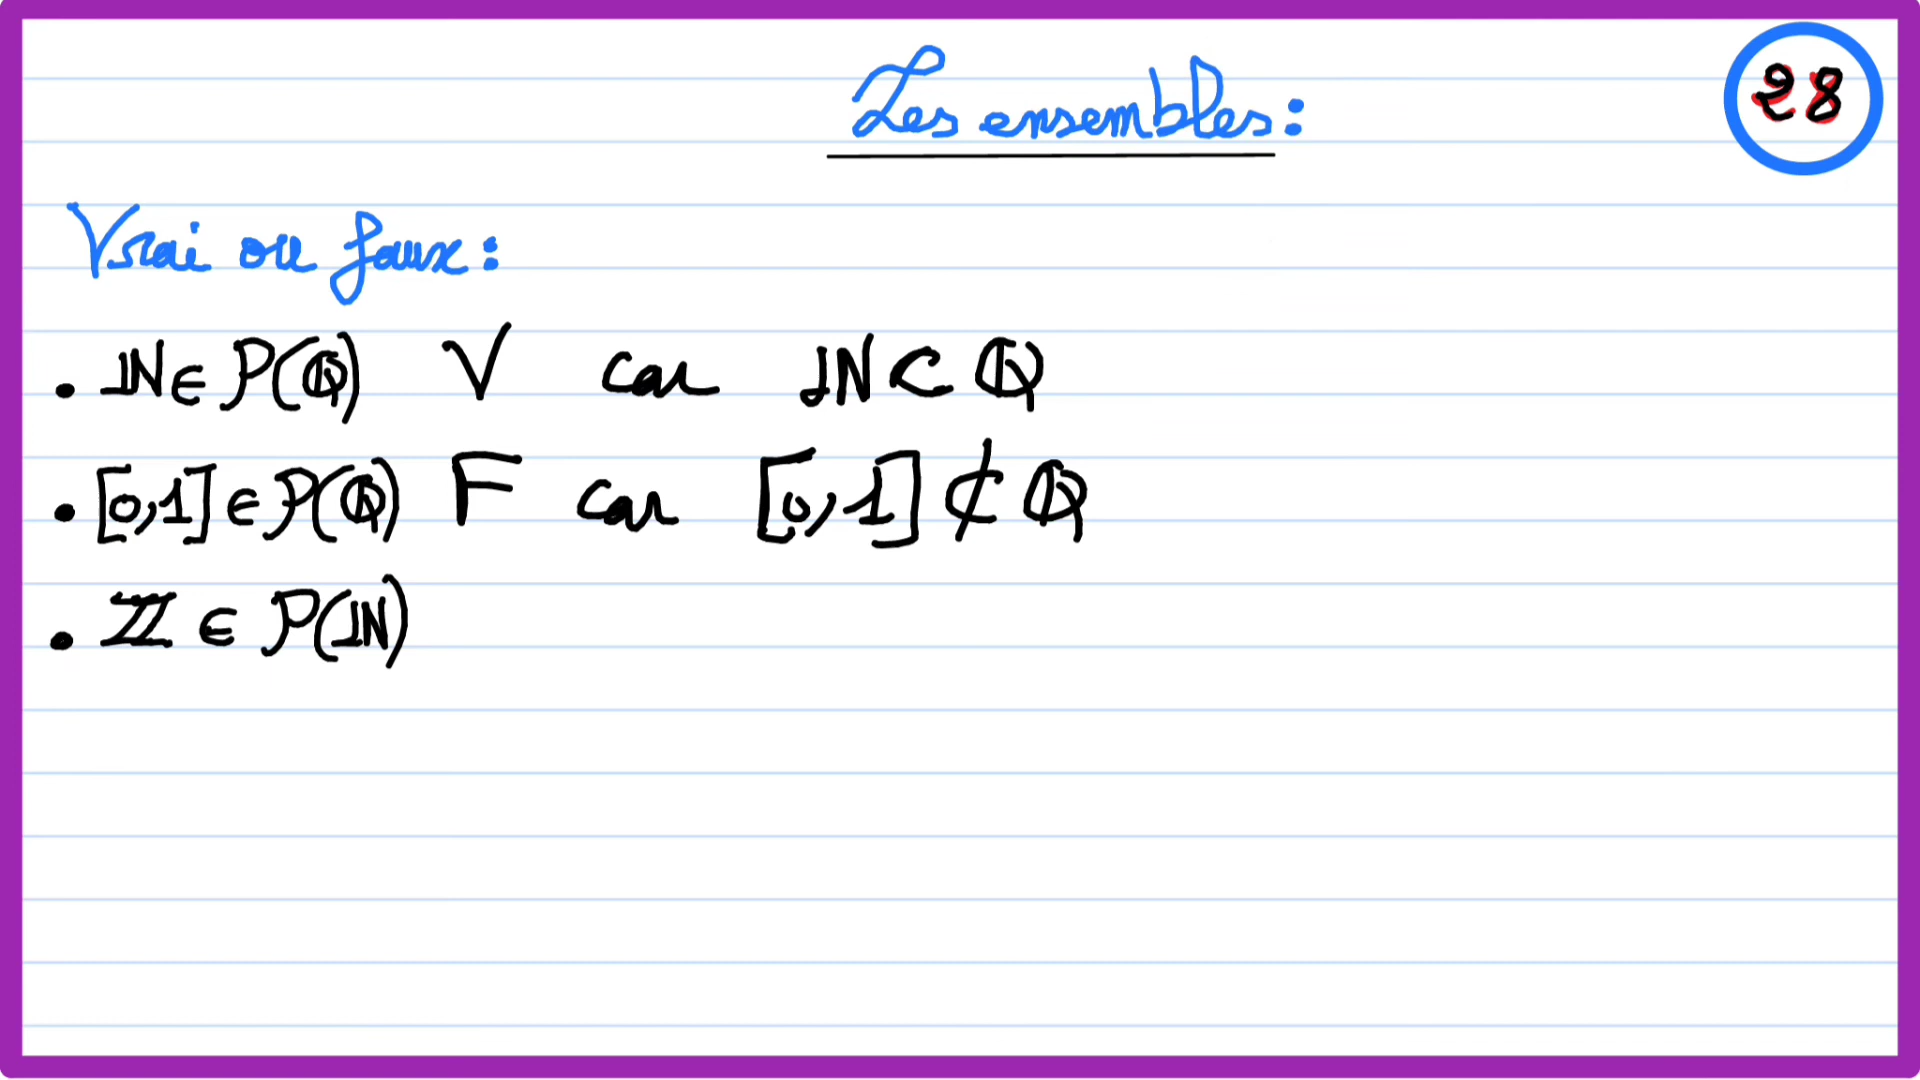 Les ensembles:
28
Vrai ou faux:
• ℕ ∈ P(ℚ) V car ℕ ⊂ ℚ
• [0,1] ∈ P(ℚ) F car [0,1] ⊄ ℚ
• ℤ ∈ P(ℕ)